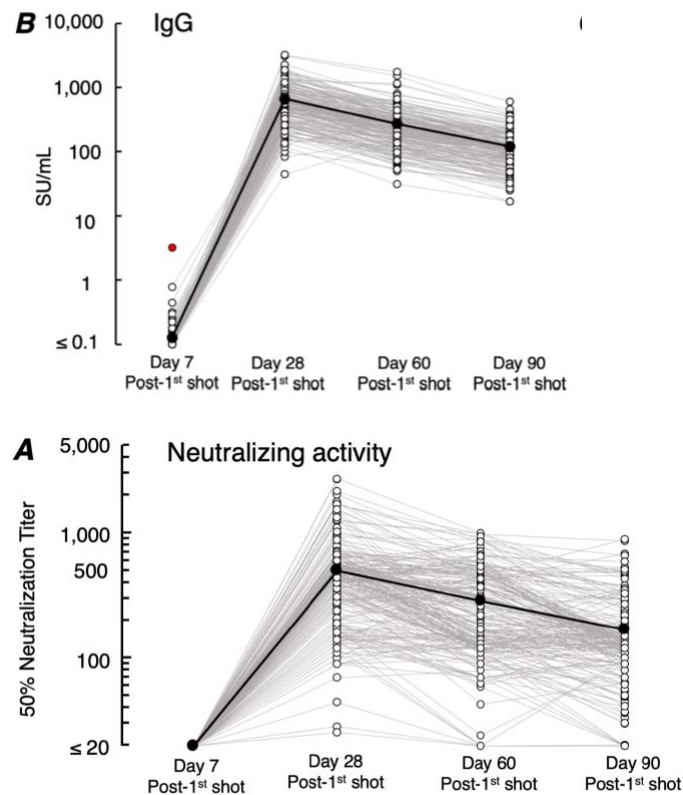 B IgG
10,000
1,000
100
10
1
≤ 0.1
SU/mL
Day 7 Day 28 Day 60 Day 90
Post-1st shot Post-1st shot Post-1st shot Post-1st shot
A Neutralizing activity
5,000
1,000
500
100
≤ 20
50% Neutralization Titer
Day 7 Day 28 Day 60 Day 90
Post-1st shot Post-1st shot Post-1st shot Post-1st shot